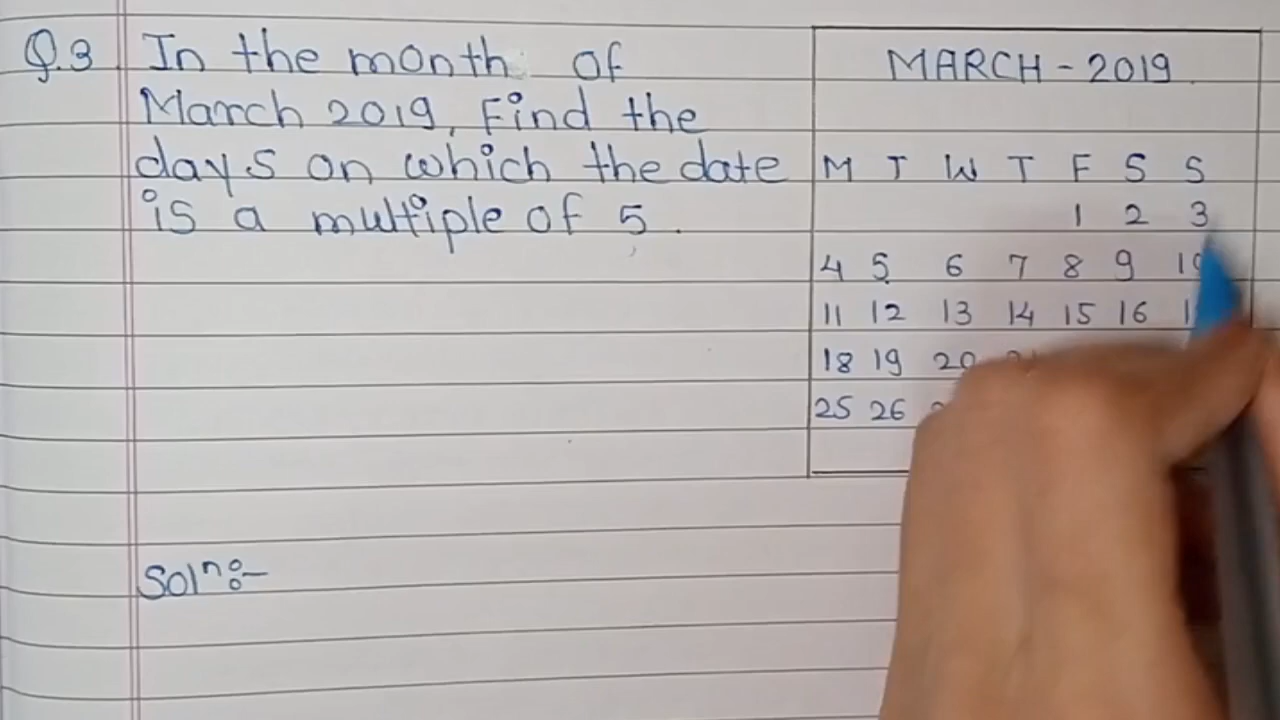 Q.3 In the month of
March 2019, Find the
days on which the date
is a multiple of 5.
Soln:-
MARCH - 2019
M T W T F S S
1 2 3
4 5 6 7 8 9 10
11 12 13 14 15 16
18 19 20
25 26